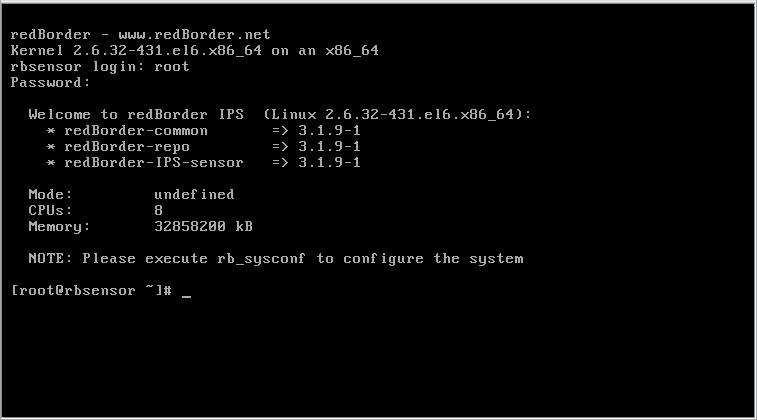 redBorder - www.redBorder.net
Kernel 2.6.32-431.el6.x86_64 on an x86_64
rbsensor login: root
Password:
Welcome to redBorder IPS (Linux 2.6.32-431.el6.x86_64):
* redBorder-common => 3.1.9-1
* redBorder-repo => 3.1.9-1
* redBorder-IPS-sensor => 3.1.9-1
Mode: undefined
CPUs: 8
Memory: 32858200 kB
NOTE: Please execute rb_sysconf to configure the system
[root@rbsensor ~]# _